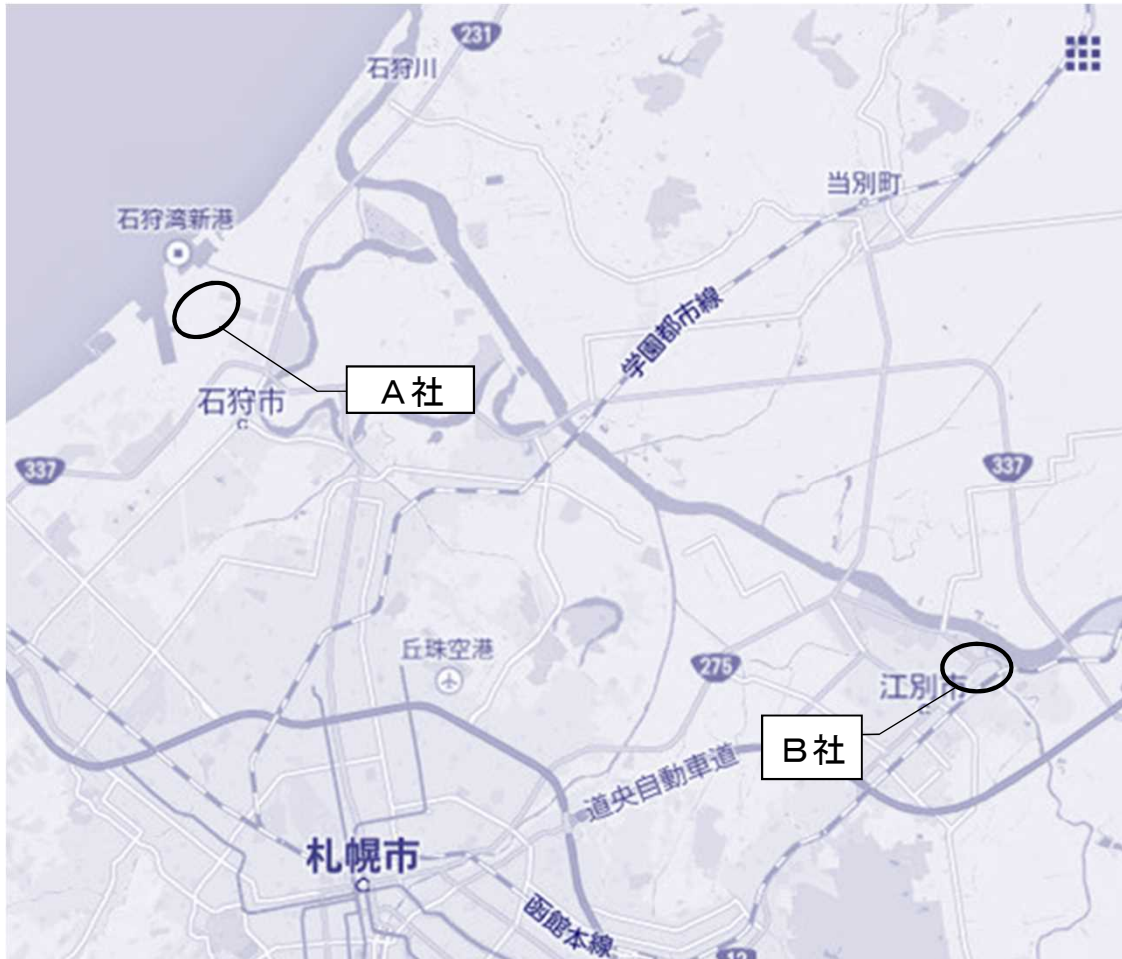 231
石狩川
当別町
石狩湾新港
学園都市線
A社
石狩市
337
337
丘珠空港
275
江別市
B社
道央自動車道
札幌市
函館本線
12